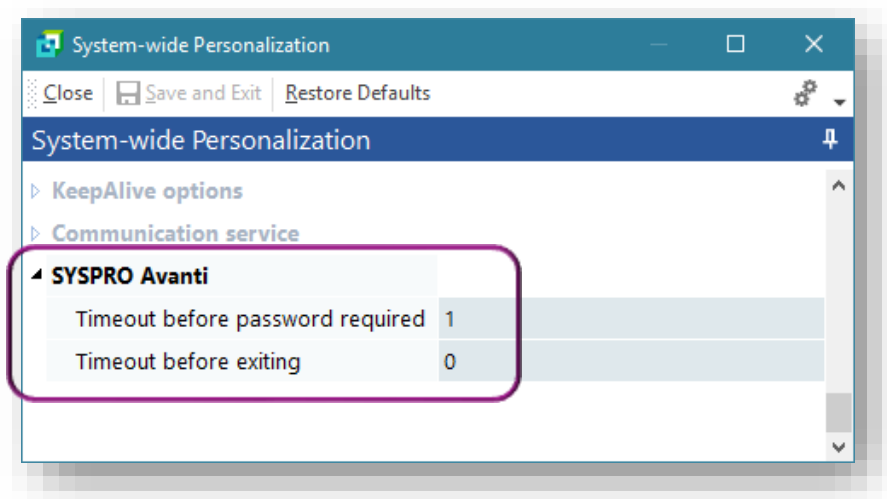 System-wide Personalization
Close Save and Exit Restore Defaults
System-wide Personalization
KeepAlive options
Communication service
SYSPRO Avanti
Timeout before password required 1
Timeout before exiting 0